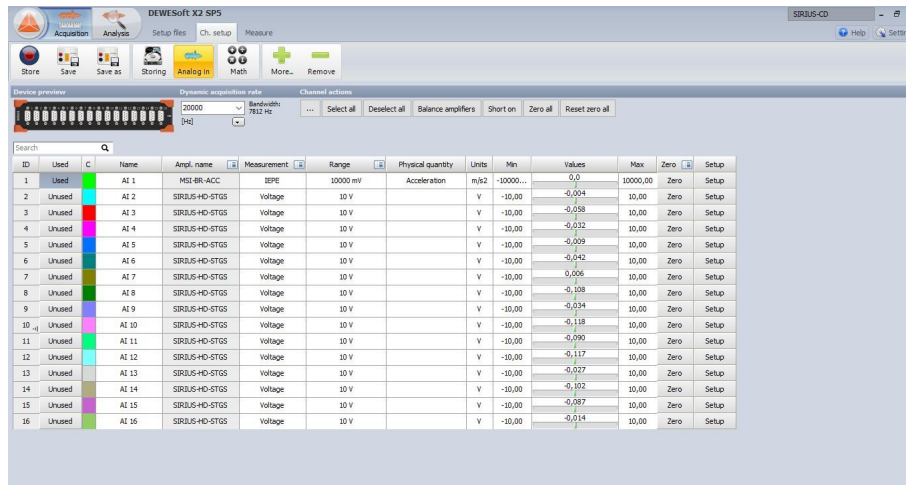 DEWESoft X2 SP5
SIRIUS-CD
Acquisition Analysis Setup files Ch. setup Measure
Help
Store Save Save as Storing Analog in Math More... Remove
Device preview Dynamic acquisition rate Channel actions
20000 Bandwidth: 7812 Hz ... Select all Deselect all Balance amplifiers Short on Zero all Reset zero all
[Hz]
Search
ID Used C Name Ampl. name Measurement Range Physical quantity Units Min Values Max Zero Setup
1 Used AI 1 MSI-BR-ACC IEPE 10000 mV Acceleration m/s2 -10000... 0,0 10000,00 Zero Setup
2 Unused AI 2 SIRIUS-HD-STGS Voltage 10 V V -10,00 -0,004 10,00 Zero Setup
3 Unused AI 3 SIRIUS-HD-STGS Voltage 10 V V -10,00 -0,058 10,00 Zero Setup
4 Unused AI 4 SIRIUS-HD-STGS Voltage 10 V V -10,00 -0,032 10,00 Zero Setup
5 Unused AI 5 SIRIUS-HD-STGS Voltage 10 V V -10,00 -0,009 10,00 Zero Setup
6 Unused AI 6 SIRIUS-HD-STGS Voltage 10 V V -10,00 -0,042 10,00 Zero Setup
7 Unused AI 7 SIRIUS-HD-STGS Voltage 10 V V -10,00 0,006 10,00 Zero Setup
8 Unused AI 8 SIRIUS-HD-STGS Voltage 10 V V -10,00 -0,108 10,00 Zero Setup
9 Unused AI 9 SIRIUS-HD-STGS Voltage 10 V V -10,00 -0,034 10,00 Zero Setup
10 Unused AI 10 SIRIUS-HD-STGS Voltage 10 V V -10,00 -0,118 10,00 Zero Setup
11 Unused AI 11 SIRIUS-HD-STGS Voltage 10 V V -10,00 -0,090 10,00 Zero Setup
12 Unused AI 12 SIRIUS-HD-STGS Voltage 10 V V -10,00 -0,117 10,00 Zero Setup
13 Unused AI 13 SIRIUS-HD-STGS Voltage 10 V V -10,00 -0,027 10,00 Zero Setup
14 Unused AI 14 SIRIUS-HD-STGS Voltage 10 V V -10,00 -0,102 10,00 Zero Setup
15 Unused AI 15 SIRIUS-HD-STGS Voltage 10 V V -10,00 -0,087 10,00 Zero Setup
16 Unused AI 16 SIRIUS-HD-STGS Voltage 10 V V -10,00 -0,014 10,00 Zero Setup